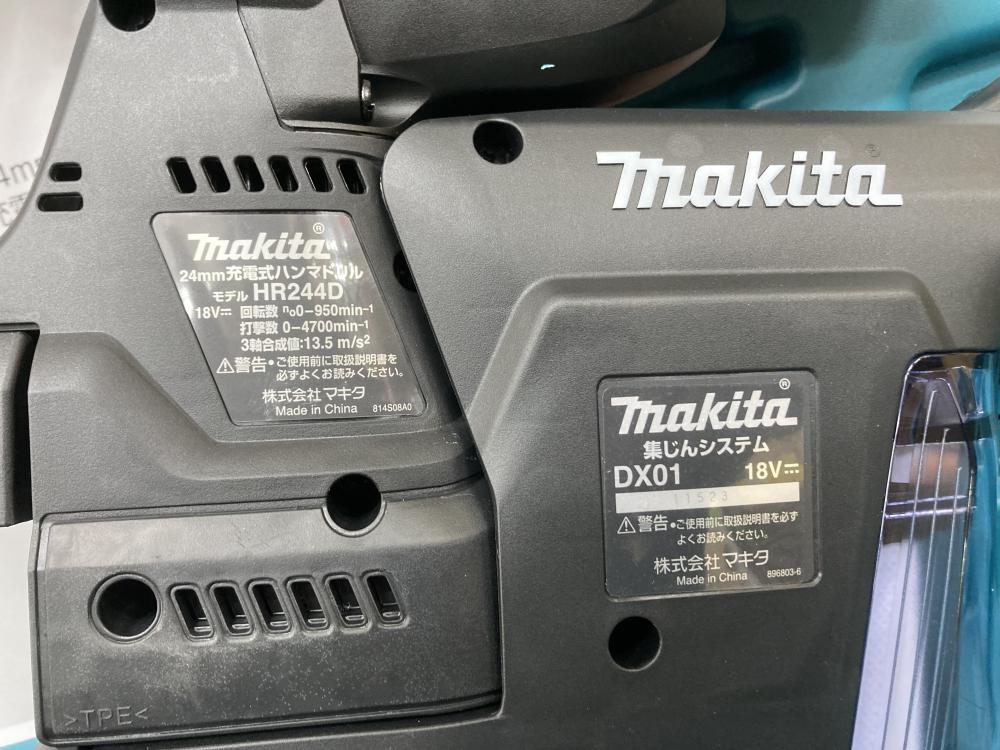 makita
makita®
24mm充電式ハンマドリル
モデル HR244D
18V⎓ 回転数 n₀0-950min⁻¹
打撃数 0-4700min⁻¹
3軸合成値:13.5 m/s²
⚠警告•ご使用前に取扱説明書を
必ずよくお読みください。
株式会社マキタ
Made in China 814S08A0
makita®
集じんシステム
DX01 18V⎓
11523
⚠警告•ご使用前に取扱説明書を必ず
よくお読みください。
株式会社マキタ
Made in China 896803-6
>TPE<